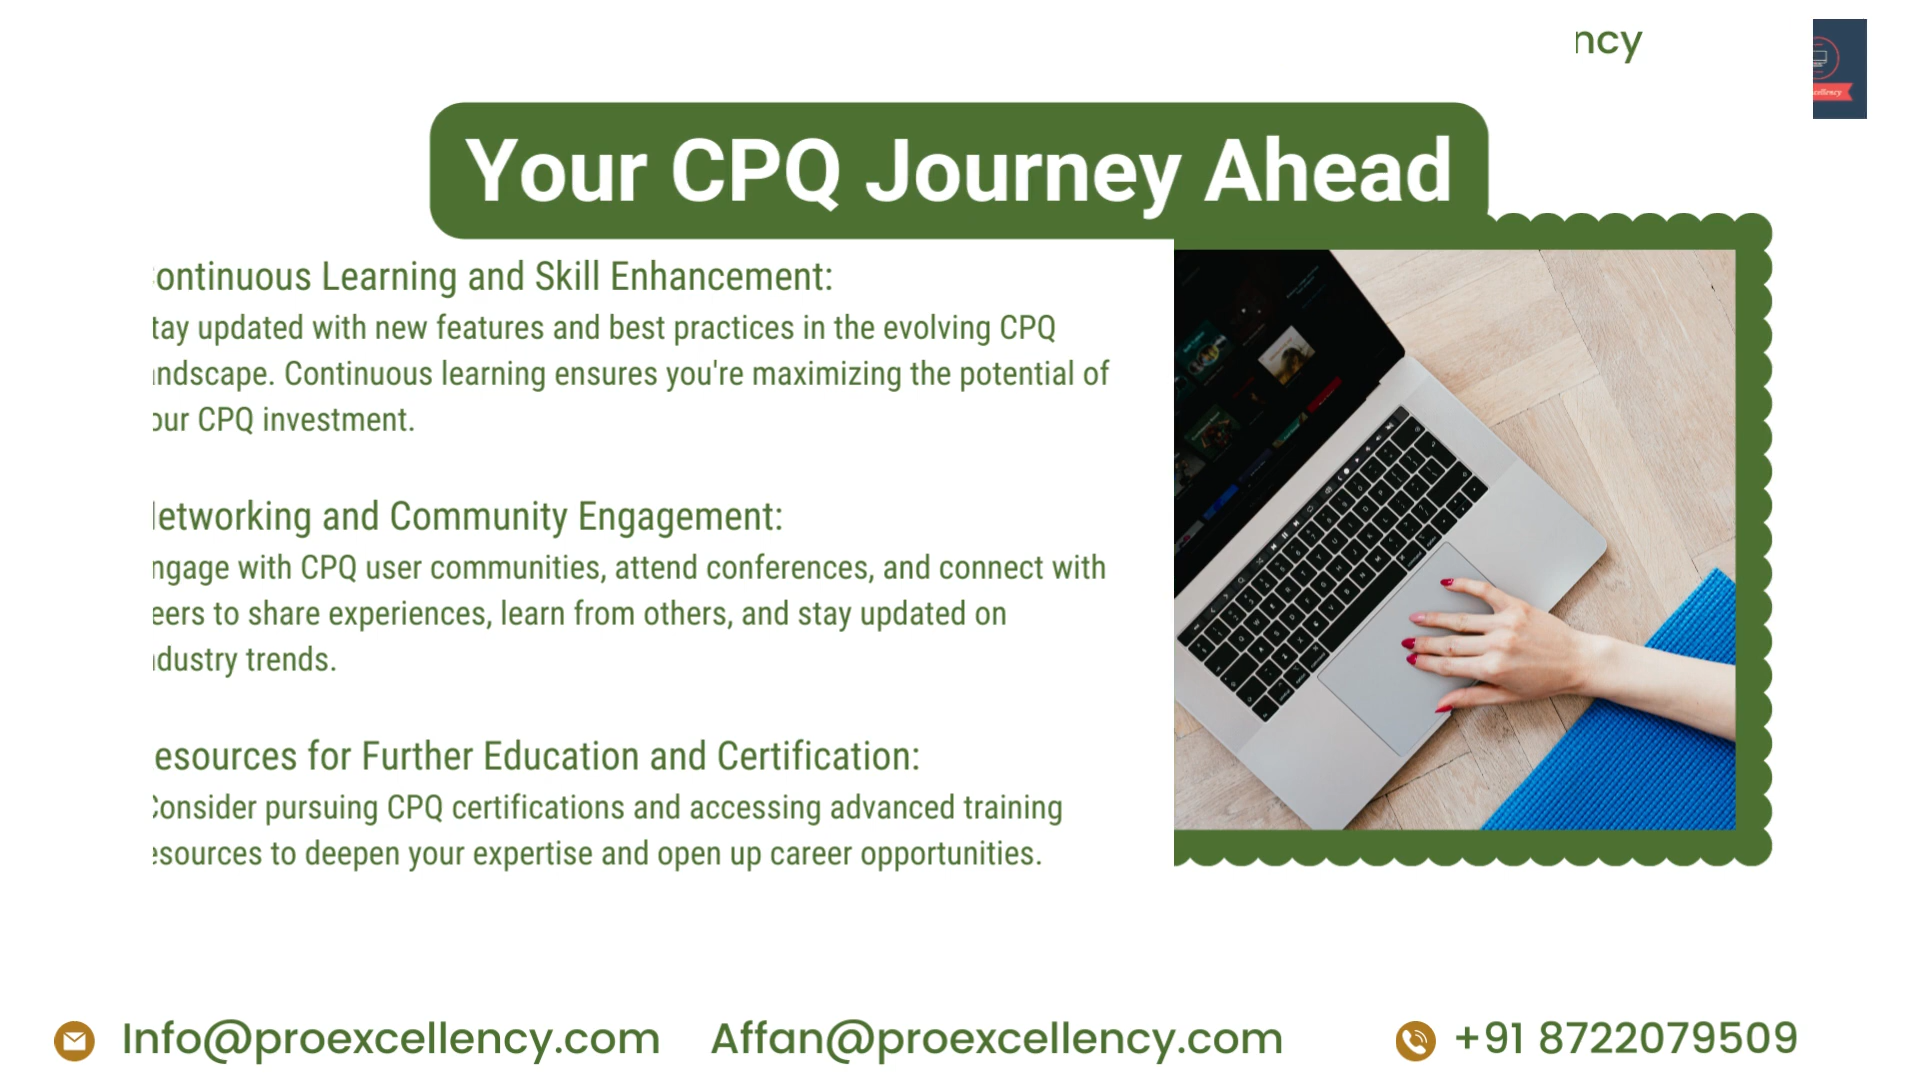 ncy
cellency
Your CPQ Journey Ahead
ontinuous Learning and Skill Enhancement:
tay updated with new features and best practices in the evolving CPQ
ndscape. Continuous learning ensures you're maximizing the potential of
our CPQ investment.
etworking and Community Engagement:
ngage with CPQ user communities, attend conferences, and connect with
eers to share experiences, learn from others, and stay updated on
dustry trends.
esources for Further Education and Certification:
Consider pursuing CPQ certifications and accessing advanced training
esources to deepen your expertise and open up career opportunities.
Info@proexcellency.com Affan@proexcellency.com +91 8722079509